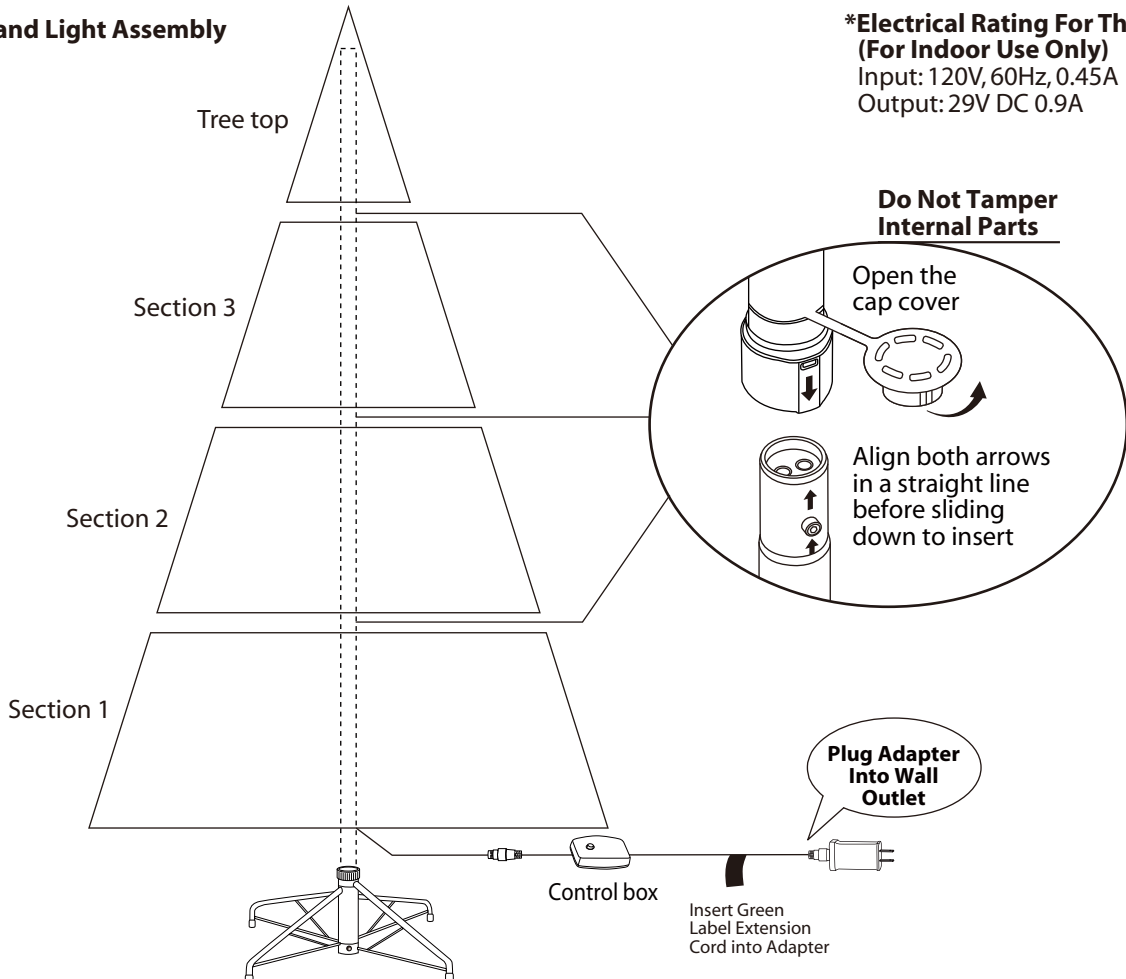 and Light Assembly
*Electrical Rating For Th
(For Indoor Use Only)
Input: 120V, 60Hz, 0.45A
Output: 29V DC 0.9A
Tree top
Do Not Tamper
Internal Parts
Open the
cap cover
Section 3
Align both arrows
in a straight line
before sliding
down to insert
Section 2
Section 1
Plug Adapter
Into Wall
Outlet
Control box
Insert Green
Label Extension
Cord into Adapter